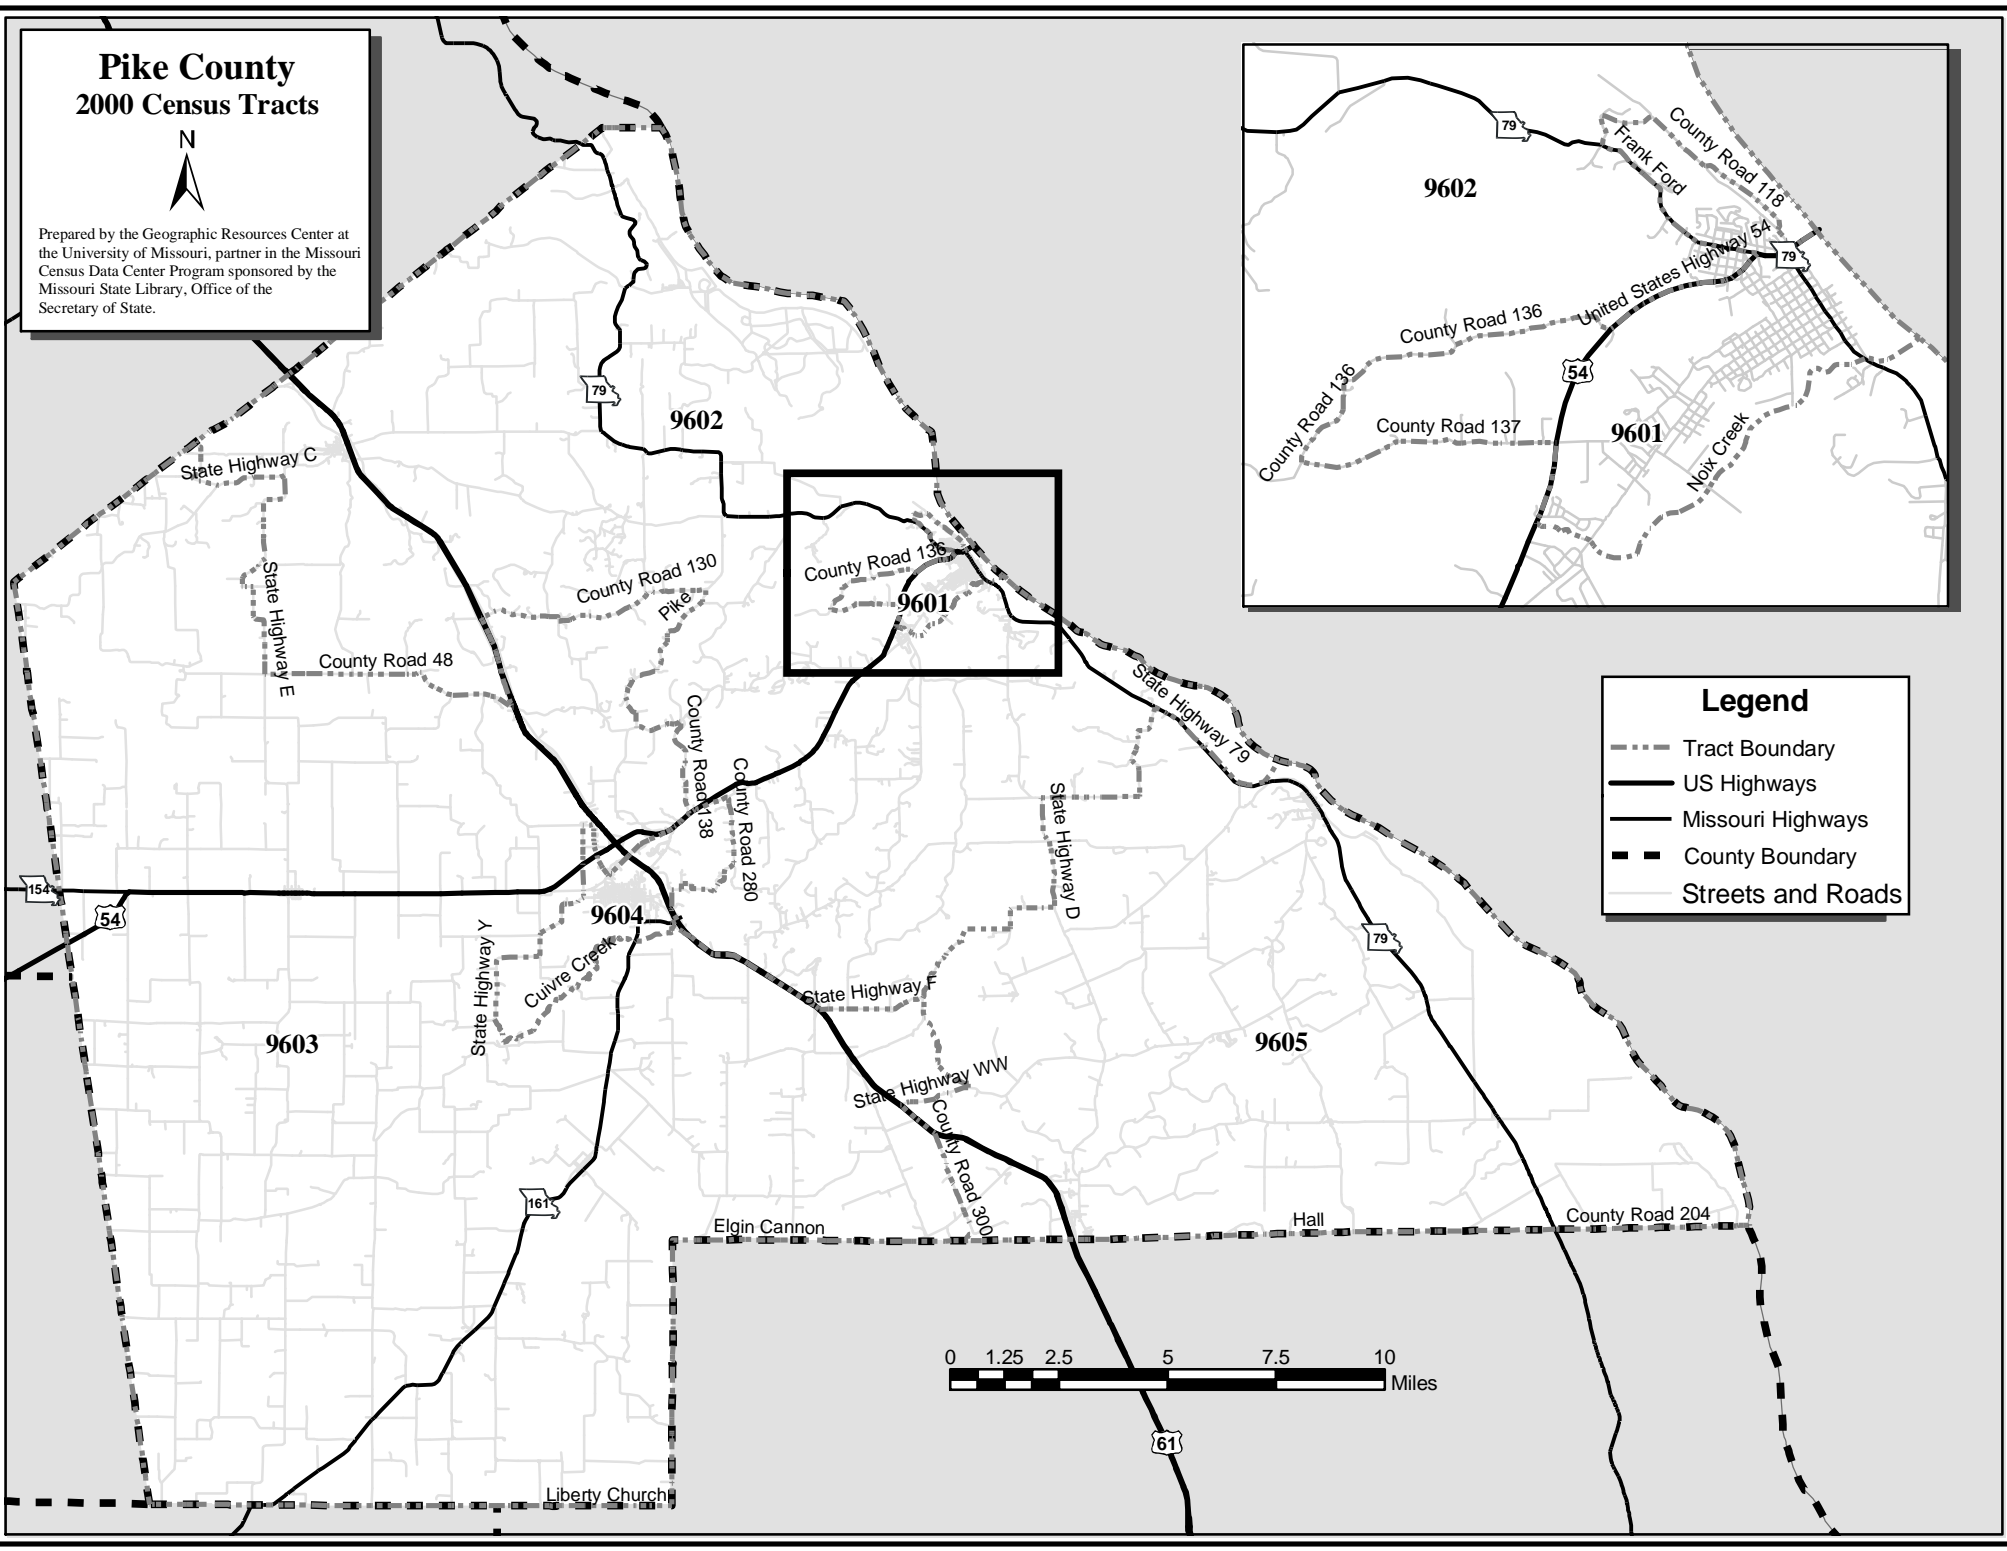 Pike County
2000 Census Tracts
N
Prepared by the Geographic Resources Center at
the University of Missouri, partner in the Missouri
Census Data Center Program sponsored by the
Missouri State Library, Office of the
Secretary of State.
79
9602
County Road 118
Frank Ford
United States Highway 54
79
County Road 136
County Road 136
54
County Road 137
9601
Noix Creek
79
9602
State Highway C
State Highway E
County Road 48
County Road 130
Pike
County Road 136
9601
County Road 138
County Road 280
State Highway 79
State Highway D
154
54
9604
State Highway Y
Cuivre Creek
State Highway F
79
9603
9605
State Highway WW
County Road 300
161
Elgin Cannon
Hall
County Road 204
Liberty Church
61
Legend
Tract Boundary
US Highways
Missouri Highways
County Boundary
Streets and Roads
0 1.25 2.5 5 7.5 10
Miles